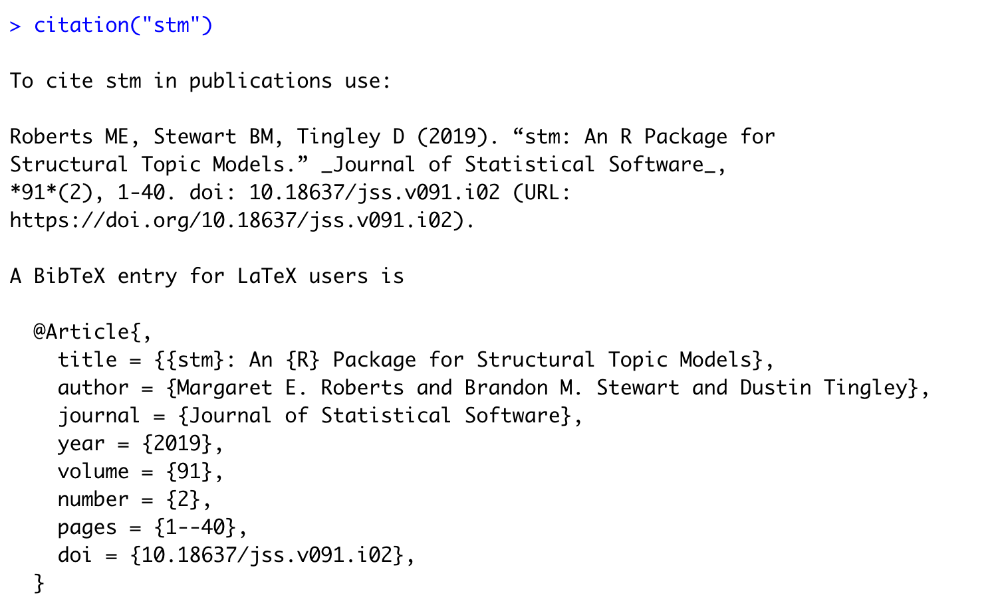 > citation("stm")
To cite stm in publications use:
Roberts ME, Stewart BM, Tingley D (2019). “stm: An R Package for
Structural Topic Models.” _Journal of Statistical Software_,
*91*(2), 1-40. doi: 10.18637/jss.v091.i02 (URL:
https://doi.org/10.18637/jss.v091.i02).
A BibTeX entry for LaTeX users is
@Article{,
title = {{stm}: An {R} Package for Structural Topic Models},
author = {Margaret E. Roberts and Brandon M. Stewart and Dustin Tingley},
journal = {Journal of Statistical Software},
year = {2019},
volume = {91},
number = {2},
pages = {1--40},
doi = {10.18637/jss.v091.i02},
}